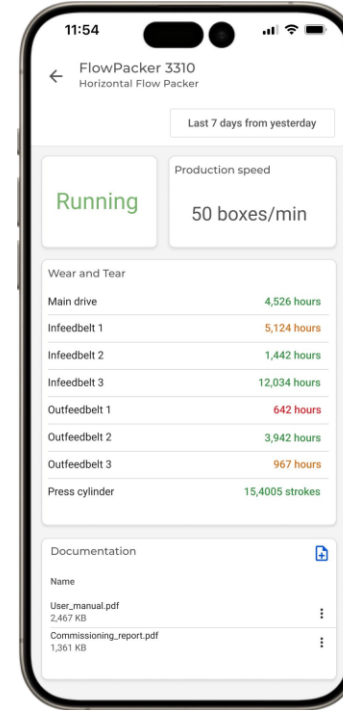 11:54
FlowPacker 3310
Horizontal Flow Packer
Last 7 days from yesterday
Running
Production speed
50 boxes/min
Wear and Tear
Main drive 4,526 hours
Infeedbelt 1 5,124 hours
Infeedbelt 2 1,442 hours
Infeedbelt 3 12,034 hours
Outfeedbelt 1 642 hours
Outfeedbelt 2 3,942 hours
Outfeedbelt 3 967 hours
Press cylinder 15,4005 strokes
Documentation
Name
User_manual.pdf
2,467 KB
Commissioning_report.pdf
1,361 KB